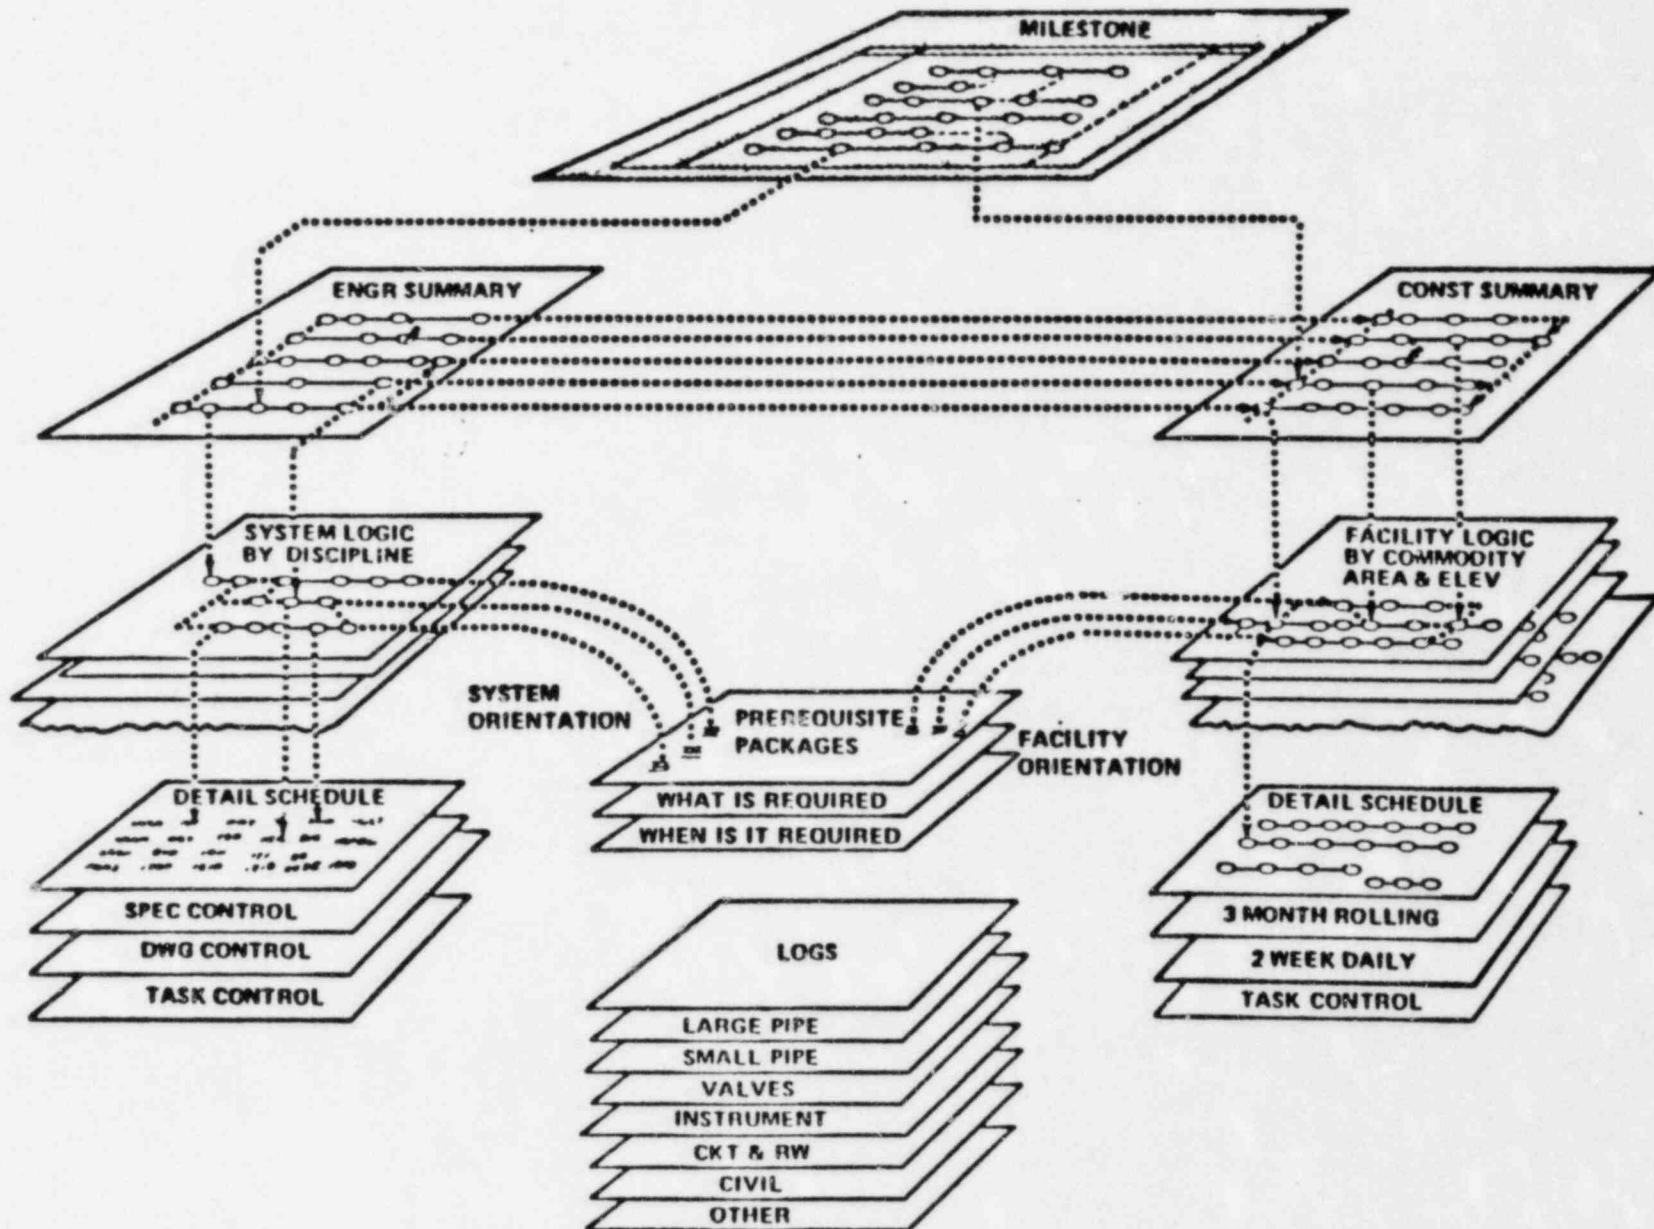 MILESTONE
ENGR SUMMARY
CONST SUMMARY
SYSTEM LOGIC
BY DISCIPLINE
FACILITY LOGIC
BY COMMODITY
AREA & ELEV
SYSTEM
ORIENTATION
PREREQUISITE
PACKAGES
WHAT IS REQUIRED
WHEN IS IT REQUIRED
FACILITY
ORIENTATION
DETAIL SCHEDULE
SPEC CONTROL
DWG CONTROL
TASK CONTROL
DETAIL SCHEDULE
3 MONTH ROLLING
2 WEEK DAILY
TASK CONTROL
LOGS
LARGE PIPE
SMALL PIPE
VALVES
INSTRUMENT
CKT & RW
CIVIL
OTHER